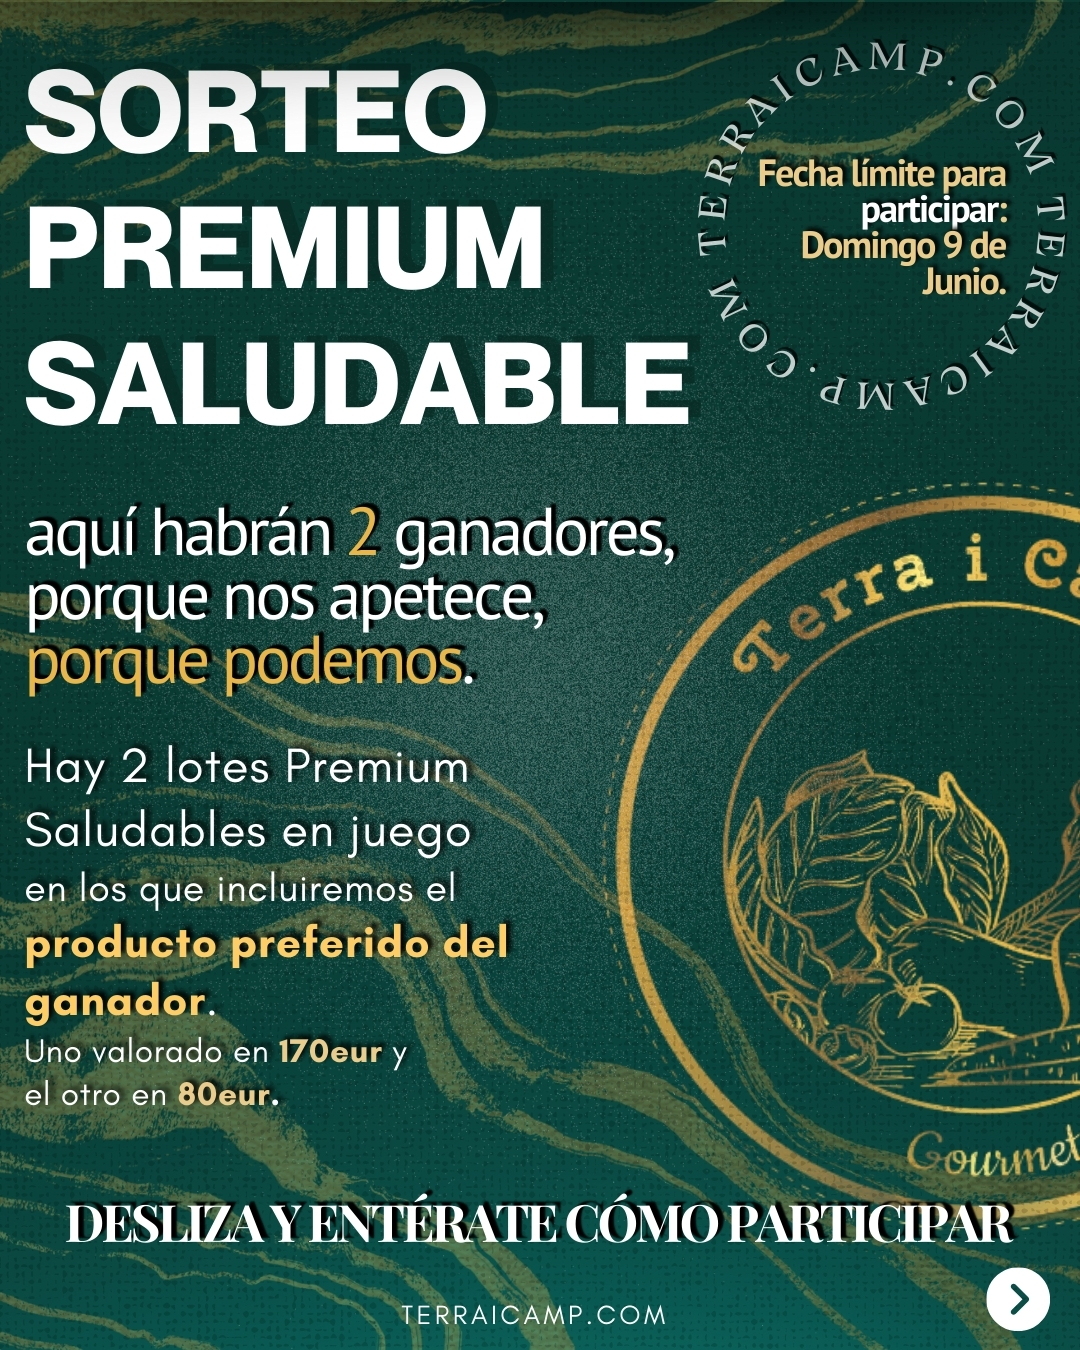 SORTEO
PREMIUM
SALUDABLE
TERRAICAMP.COM TERRAICAMP.COM
Fecha límite para
participar:
Domingo 9 de
Junio.
aquí habrán 2 ganadores,
porque nos apetece,
porque podemos.
Terra i Ca
Hay 2 lotes Premium
Saludables en juego
en los que incluiremos el
producto preferido del
ganador.
Uno valorado en 170eur y
el otro en 80eur.
Gourmet
DESLIZA Y ENTÉRATE CÓMO PARTICIPAR
TERRAICAMP.COM